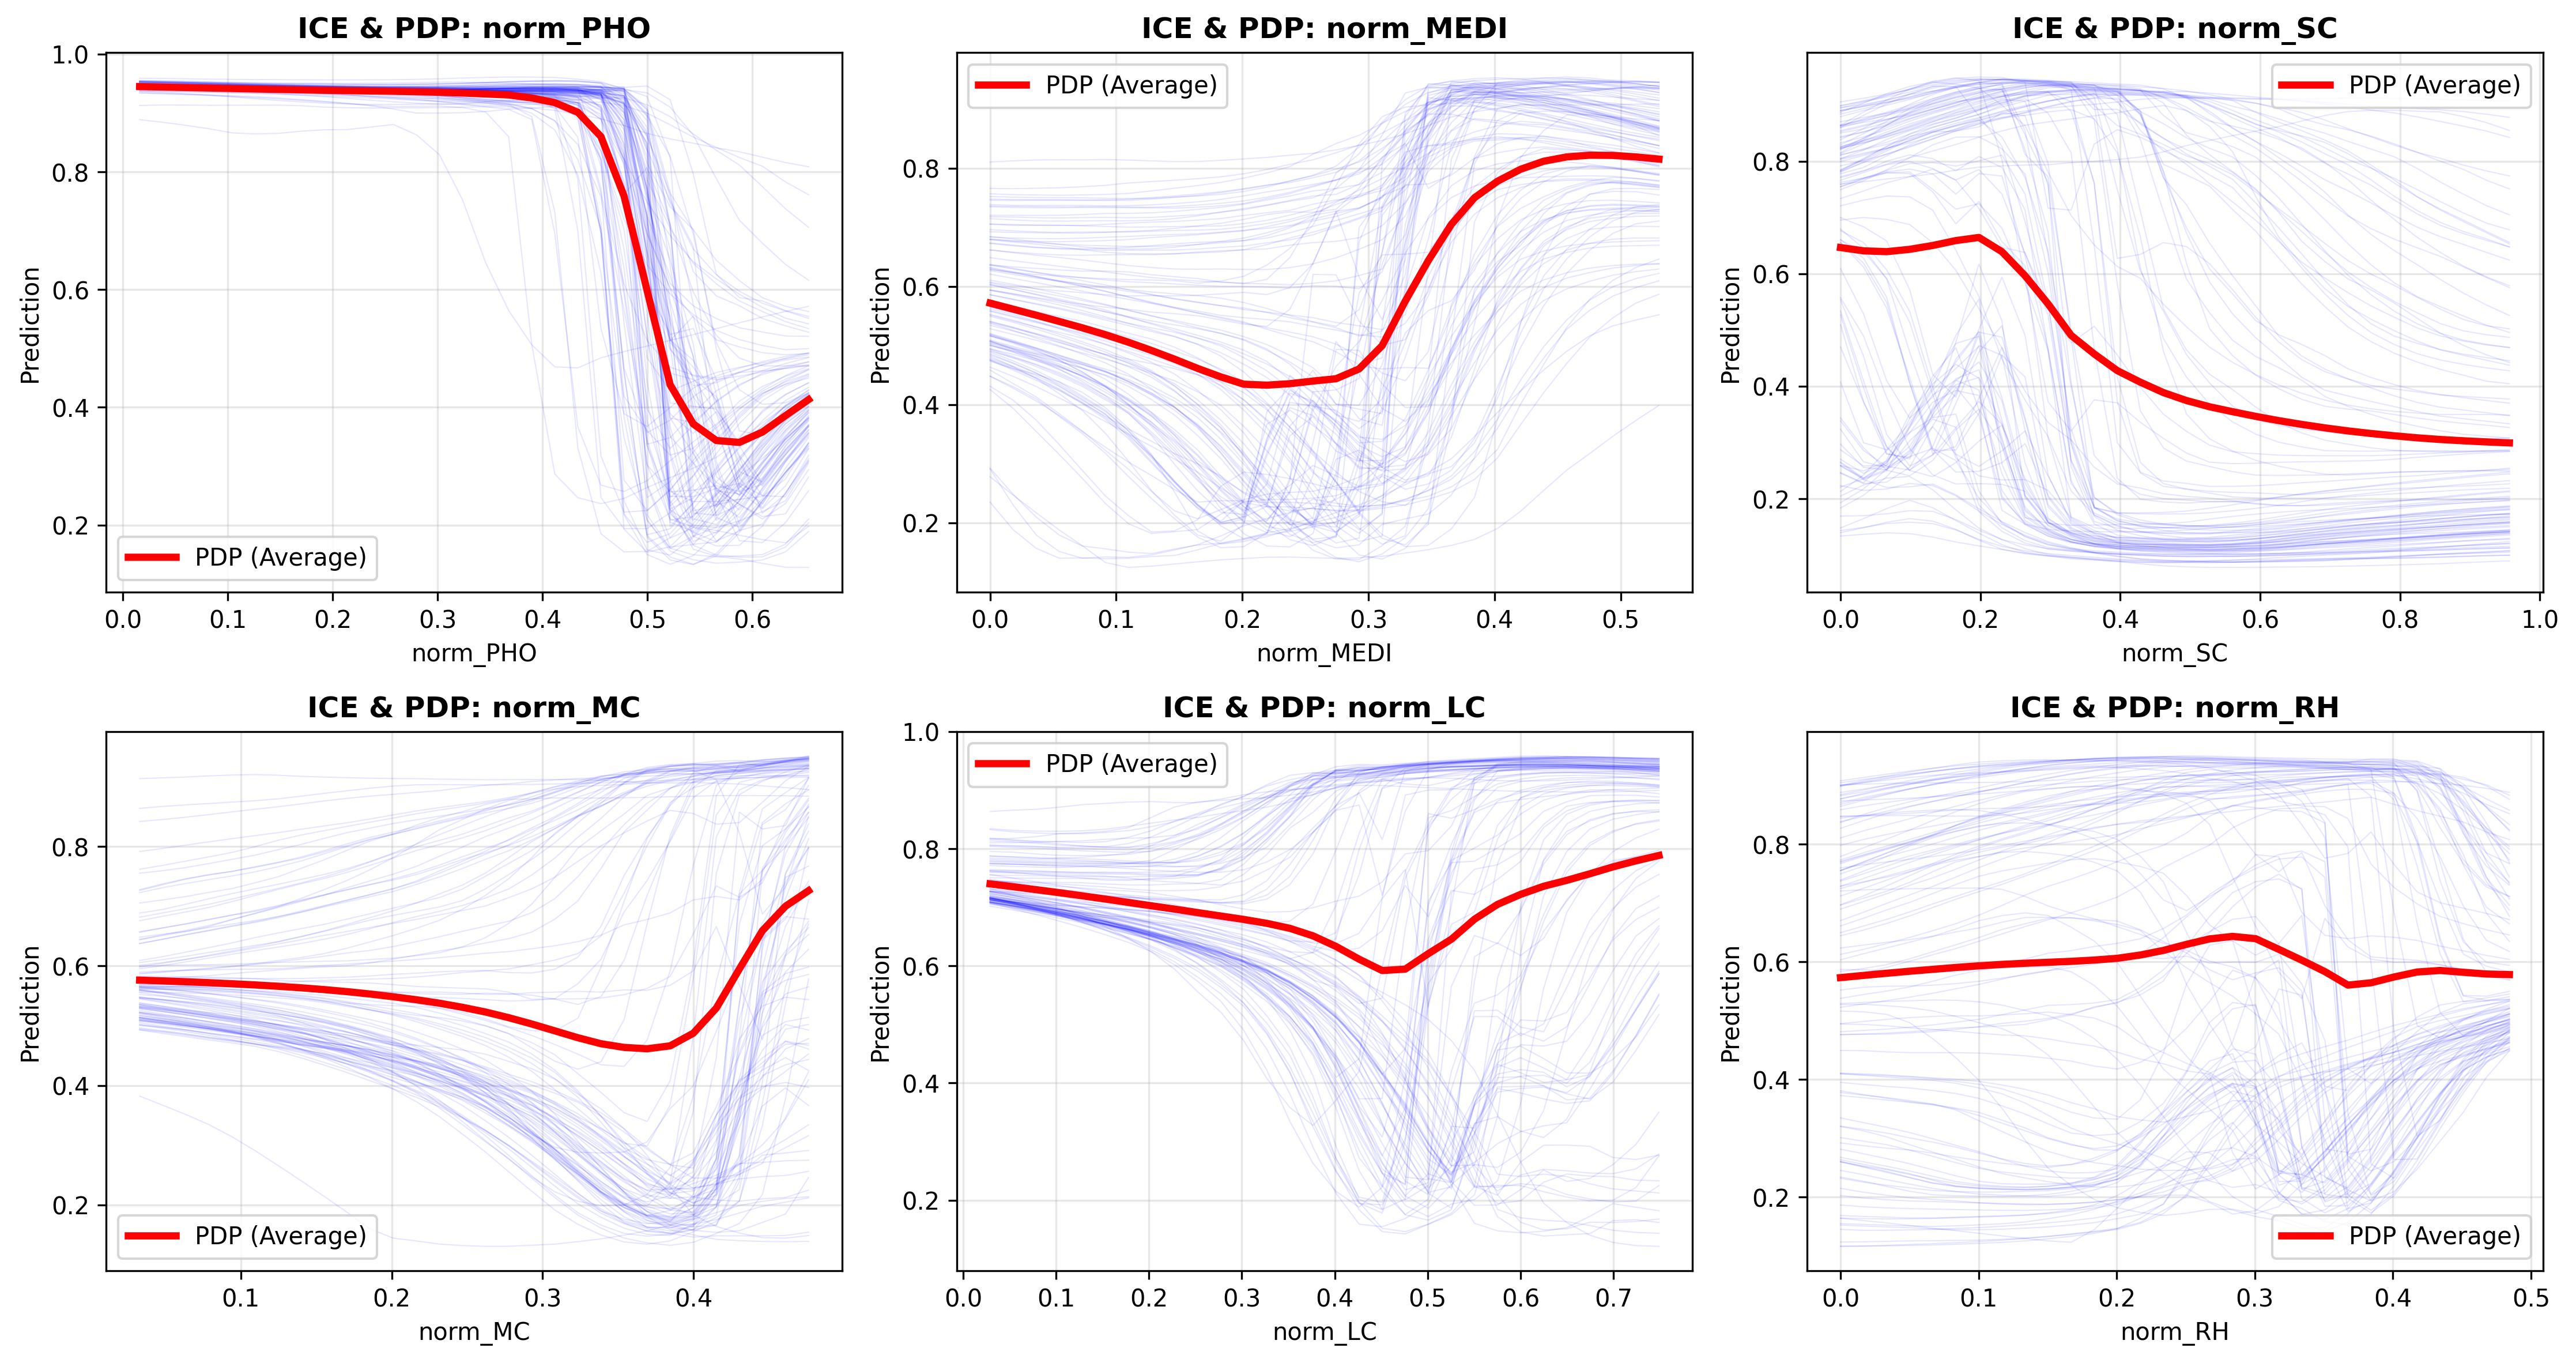 ICE & PDP: norm_PHO
1.0
0.8
0.6
0.4
0.2
Prediction
PDP (Average)
0.0 0.1 0.2 0.3 0.4 0.5 0.6
norm_PHO
ICE & PDP: norm_MEDI
PDP (Average)
0.8
0.6
0.4
0.2
Prediction
0.0 0.1 0.2 0.3 0.4 0.5
norm_MEDI
ICE & PDP: norm_SC
PDP (Average)
0.8
0.6
0.4
0.2
Prediction
0.0 0.2 0.4 0.6 0.8 1.0
norm_SC
ICE & PDP: norm_MC
0.8
0.6
0.4
0.2
Prediction
PDP (Average)
0.1 0.2 0.3 0.4
norm_MC
ICE & PDP: norm_LC
1.0
PDP (Average)
0.8
0.6
0.4
0.2
Prediction
0.0 0.1 0.2 0.3 0.4 0.5 0.6 0.7
norm_LC
ICE & PDP: norm_RH
0.8
0.6
0.4
0.2
Prediction
PDP (Average)
0.0 0.1 0.2 0.3 0.4 0.5
norm_RH